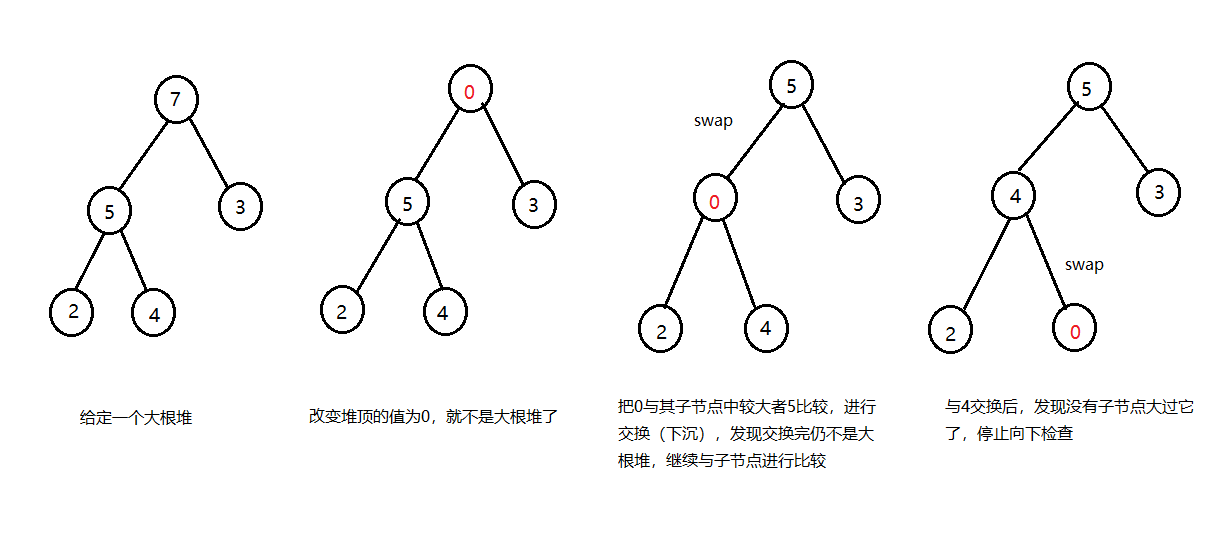 7
5
3
2
4
给定一个大根堆
0
5
3
2
4
改变堆顶的值为0，就不是大根堆了
5
swap
0
3
2
4
把0与其子节点中较大者5比较，进行
交换（下沉），发现交换完仍不是大
根堆，继续与子节点进行比较
5
4
3
swap
2
0
与4交换后，发现没有子节点大过它
了，停止向下检查